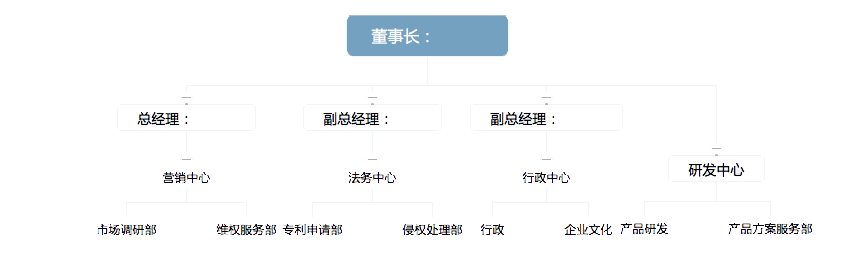 董事长：
总经理：
副总经理：
副总经理：
研发中心
营销中心
法务中心
行政中心
市场调研部
维权服务部
专利申请部
侵权处理部
行政
企业文化
产品研发
产品方案服务部